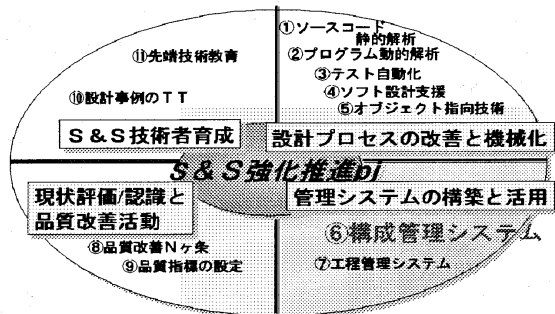 ①ソースコード
静的解析
②プログラム動的解析
③テスト自動化
④ソフト設計支援
⑤オブジェクト指向技術
⑪先端技術教育
⑩設計事例のTT
S&S技術者育成
設計プロセスの改善と機械化
S&S強化推進pj
現状評価/認識と
品質改善活動
管理システムの構築と活用
⑥構成管理システム
⑦工程管理システム
⑧品質改善Nヶ条
⑨品質指標の設定